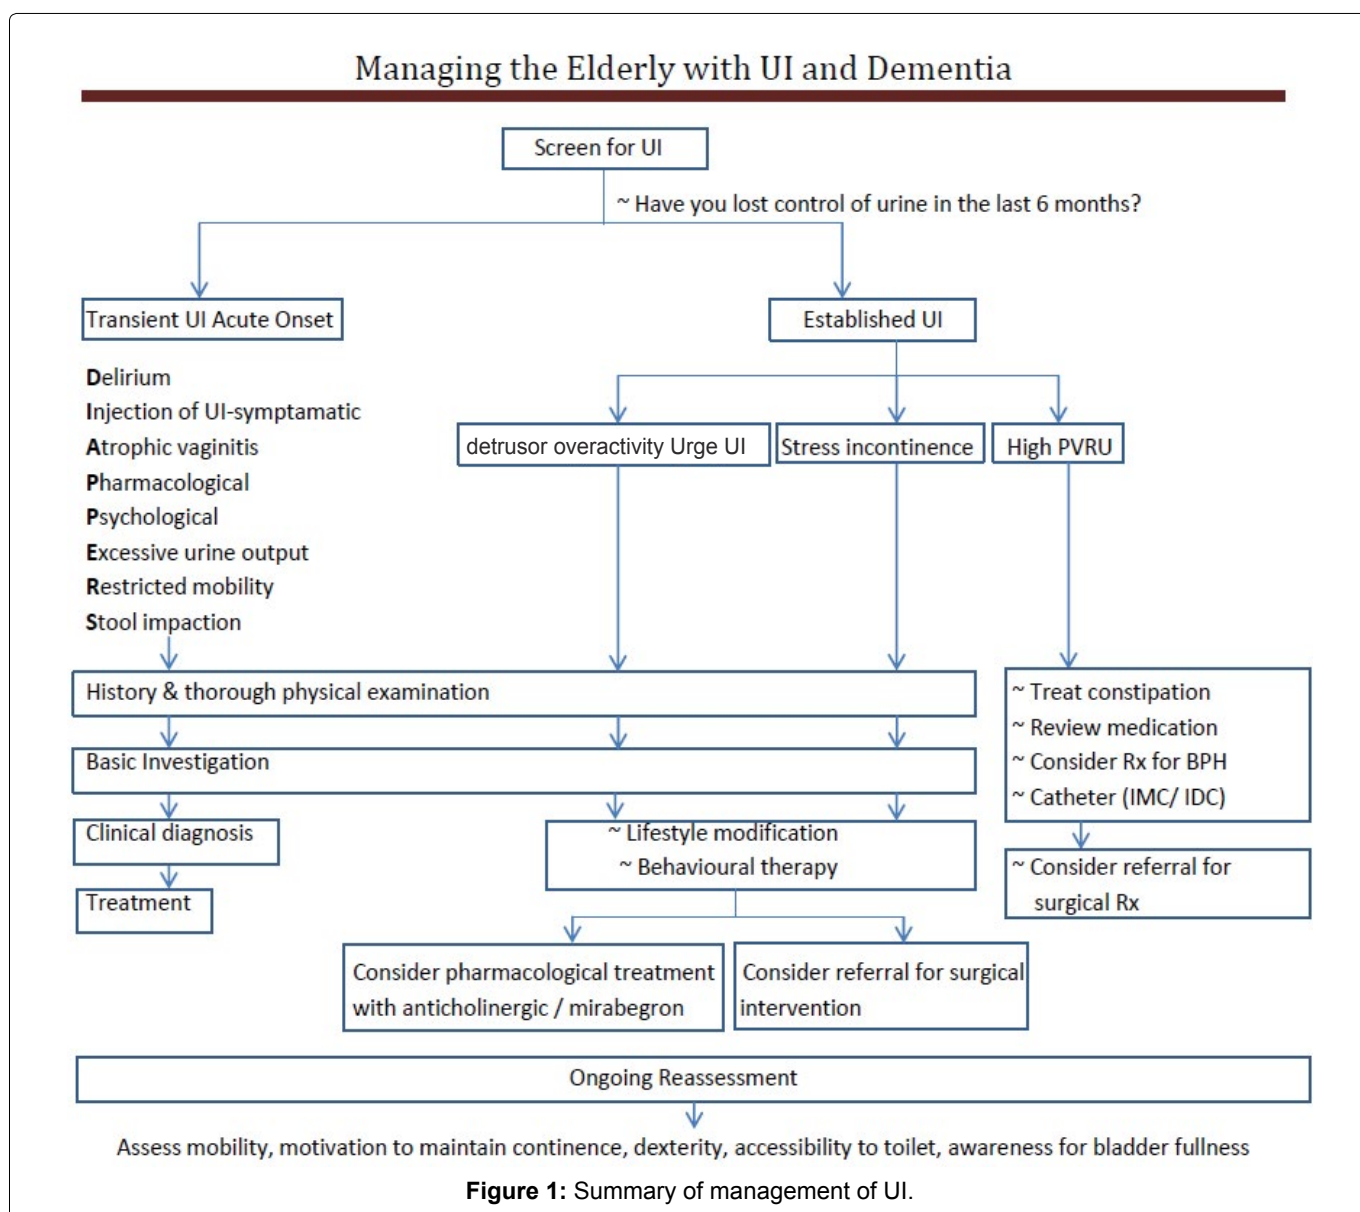 Managing the Elderly with UI and Dementia
Screen for UI
~ Have you lost control of urine in the last 6 months?
Transient UI Acute Onset
Established UI
Delirium
Injection of UI-symptamatic
Atrophic vaginitis
Pharmacological
Psychological
Excessive urine output
Restricted mobility
Stool impaction
detrusor overactivity Urge UI
Stress incontinence
High PVRU
History & thorough physical examination
Basic Investigation
Clinical diagnosis
Treatment
~ Lifestyle modification
~ Behavioural therapy
~ Treat constipation
~ Review medication
~ Consider Rx for BPH
~ Catheter (IMC/ IDC)
~ Consider referral for
surgical Rx
Consider pharmacological treatment
with anticholinergic / mirabegron
Consider referral for surgical
intervention
Ongoing Reassessment
Assess mobility, motivation to maintain continence, dexterity, accessibility to toilet, awareness for bladder fullness
Figure 1: Summary of management of UI.